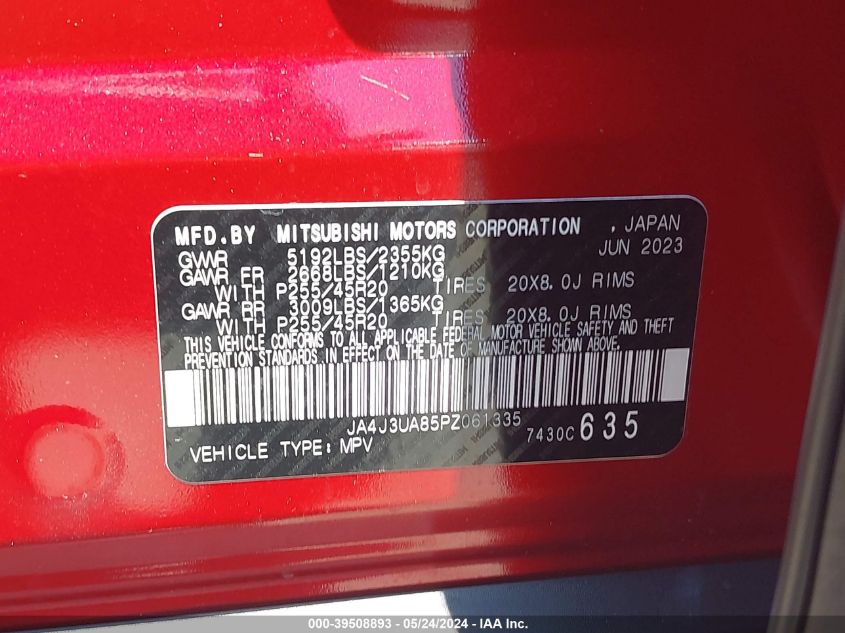 MFD.BY MITSUBISHI MOTORS CORPORATION , JAPAN
JUN 2023
GVWR 5192LBS/2355KG
GAWR FR 2668LBS/1210KG
WITH P255/45R20 TIRES 20X8.0J RIMS
GAWR RR 3009LBS/1365KG
WITH P255/45R20 TIRES 20X8.0J RIMS
THIS VEHICLE CONFORMS TO ALL APPLICABLE FEDERAL MOTOR VEHICLE SAFETY AND THEFT
PREVENTION STANDARDS IN EFFECT ON THE DATE OF MANUFACTURE SHOWN ABOVE.
JA4J3UA85PZ061335
7430C 635
VEHICLE TYPE: MPV
000-39508893 - 05/24/2024 - IAA Inc.